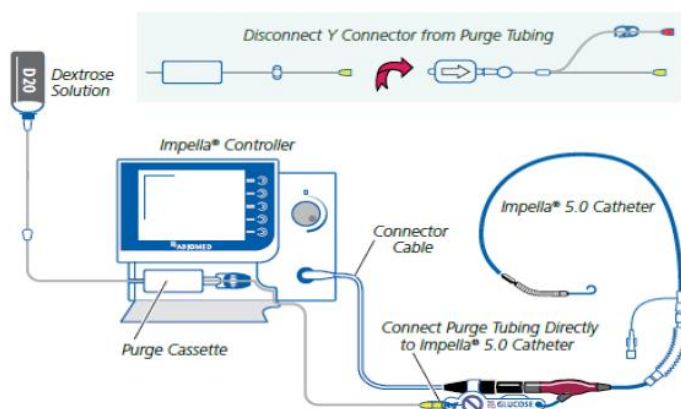 Disconnect Y Connector from Purge Tubing
D20
Dextrose
Solution
Impella® Controller
Impella® 5.0 Catheter
Connector
Cable
ABIOMED
Purge Cassette
Connect Purge Tubing Directly
to Impella® 5.0 Catheter
GLUCOSE